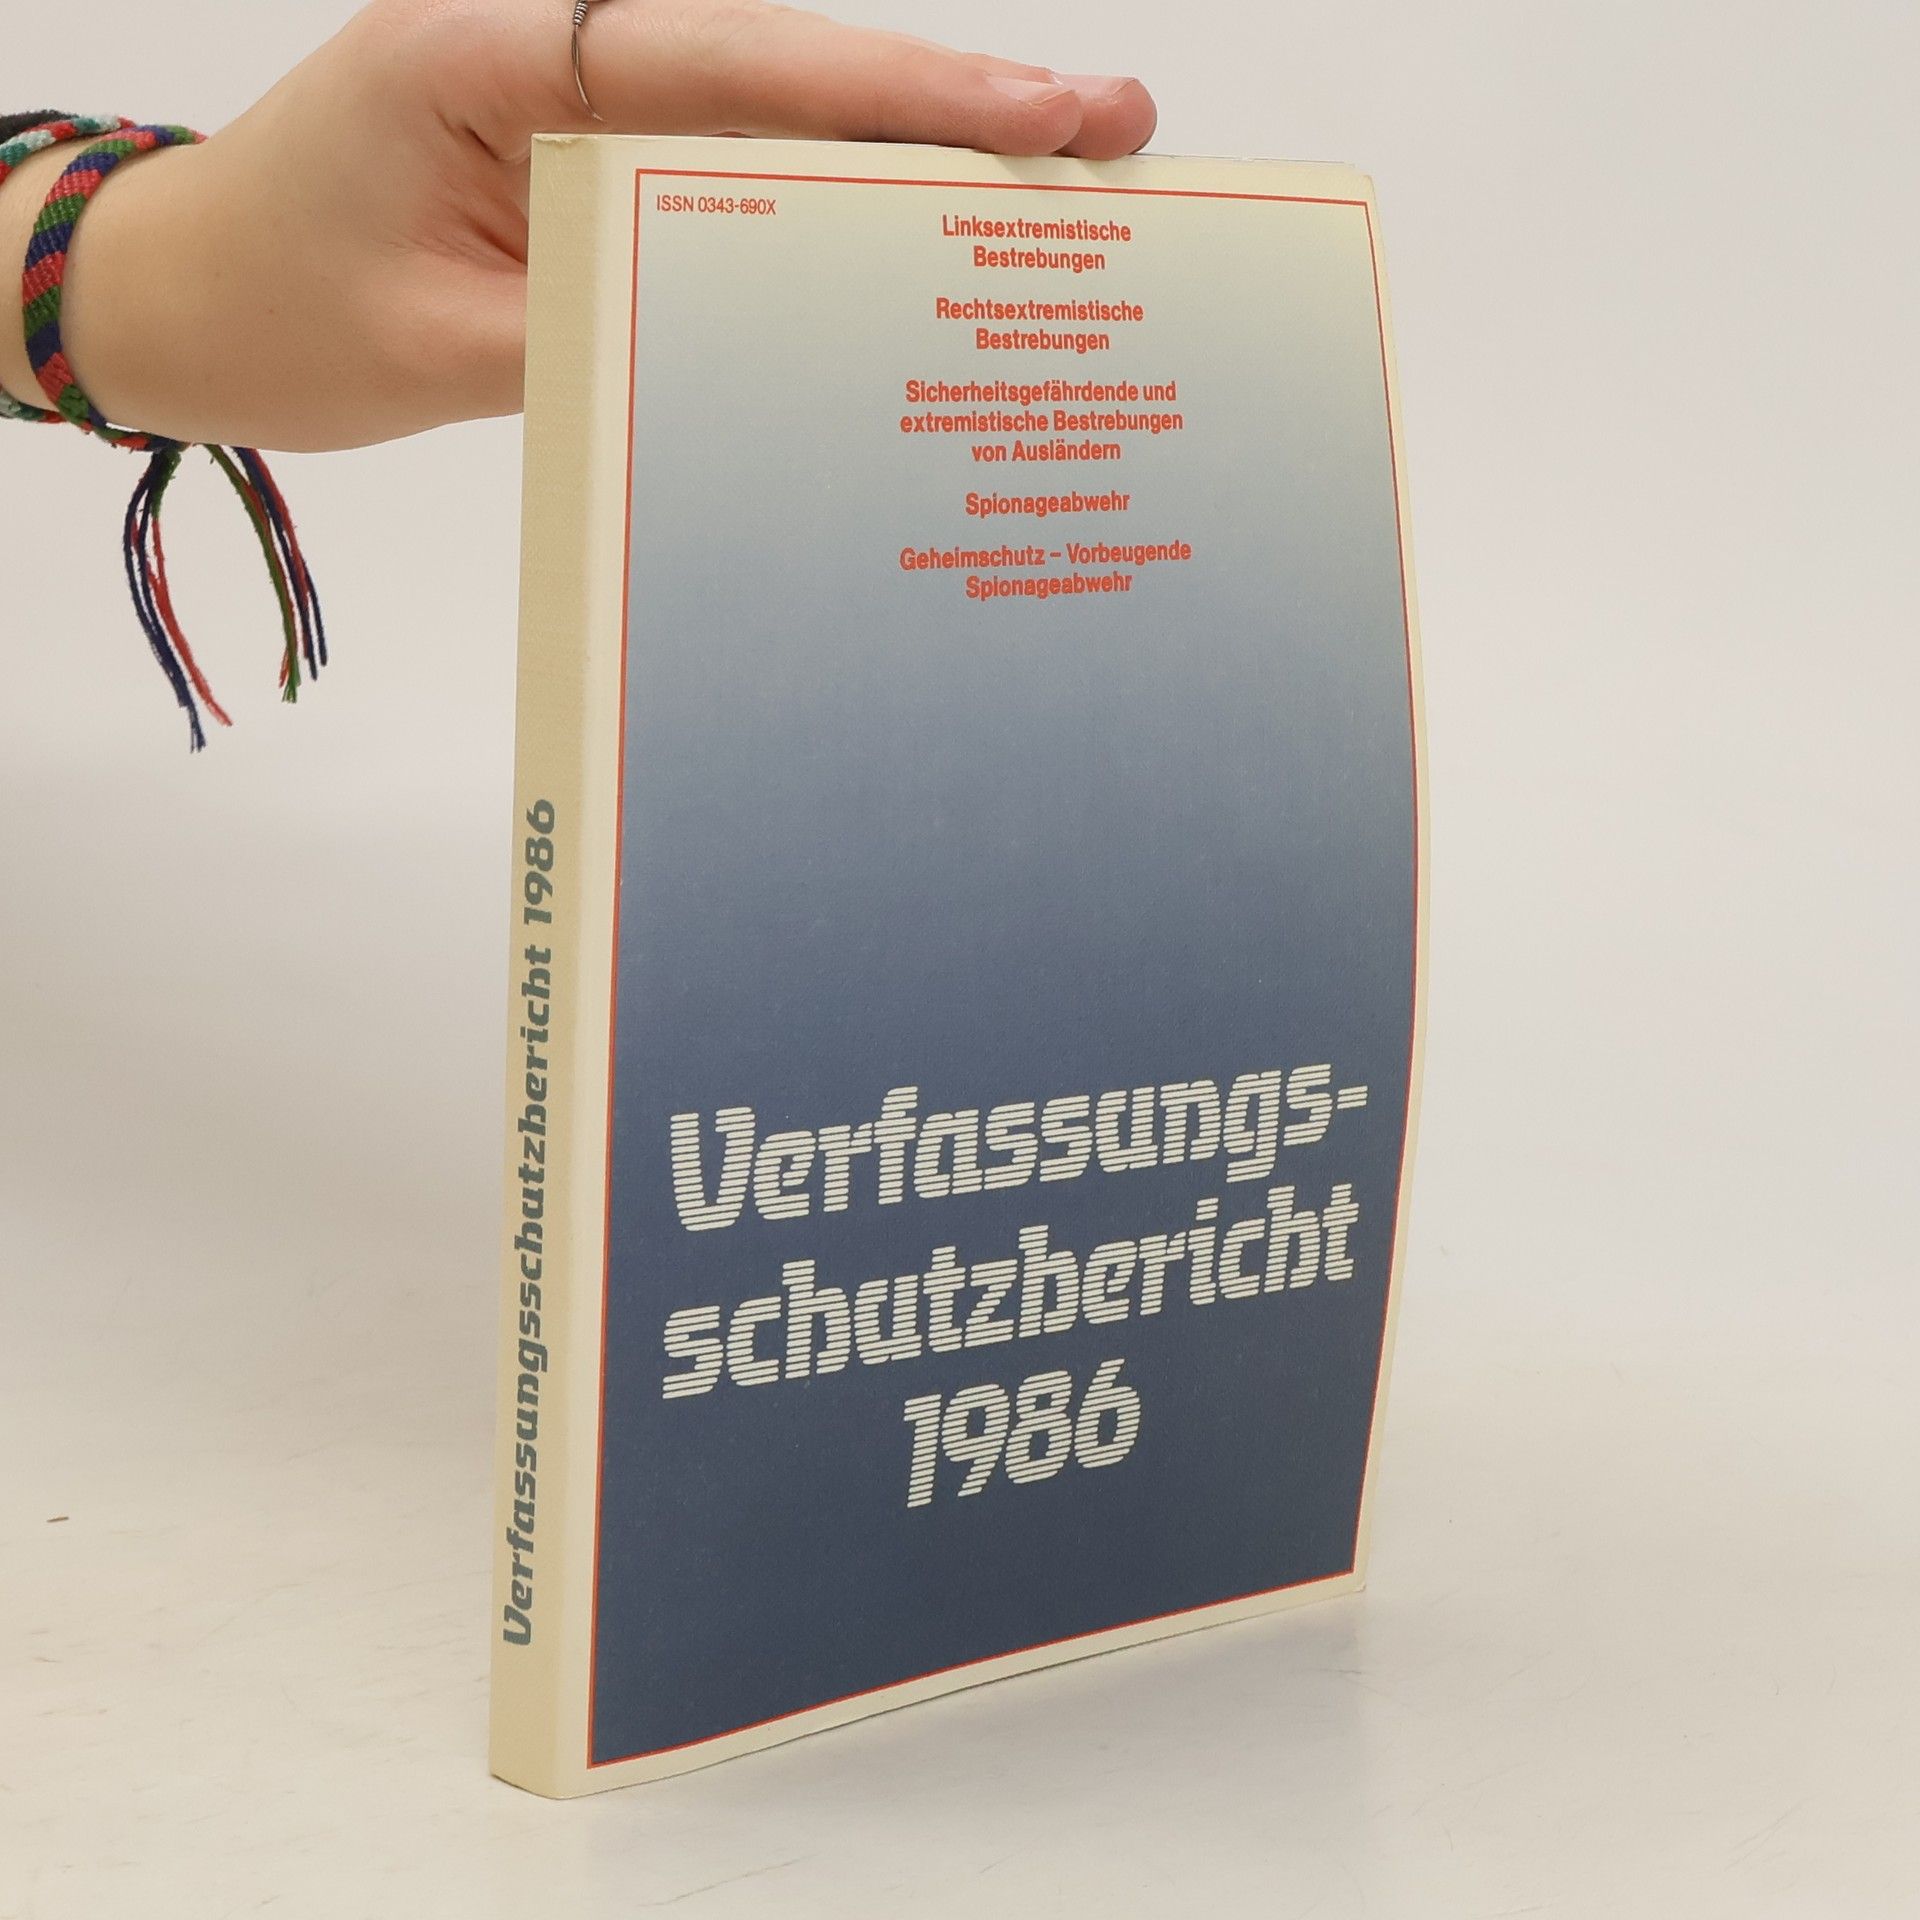 ISSN 0343-690X
Linksextremistische
Bestrebungen
Rechtsextremistische
Bestrebungen
Sicherheitsgefährdende und
extremistische Bestrebungen
von Ausländern
Spionageabwehr
Geheimschutz – Vorbeugende
Spionageabwehr
Verfassungs-
schutzbericht
1986
Verfassungsschutzbericht 1986